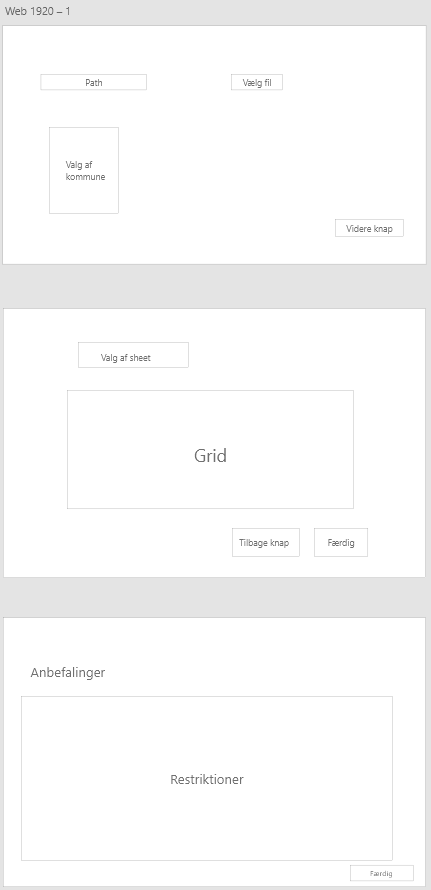 Web 1920 – 1
Path
Vælg fil
Valg af
kommune
Videre knap
Valg af sheet
Grid
Tilbage knap
Færdig
Anbefalinger
Restriktioner
Færdig